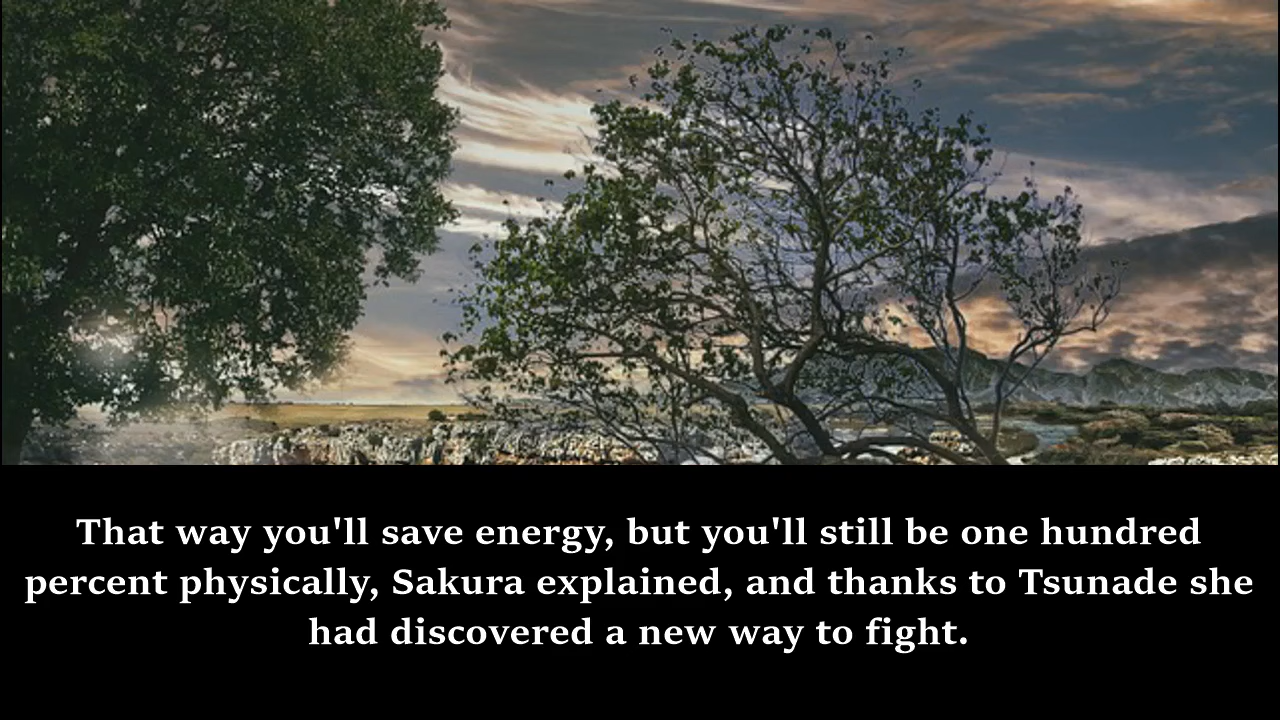 That way you'll save energy, but you'll still be one hundred
percent physically, Sakura explained, and thanks to Tsunade she
had discovered a new way to fight.